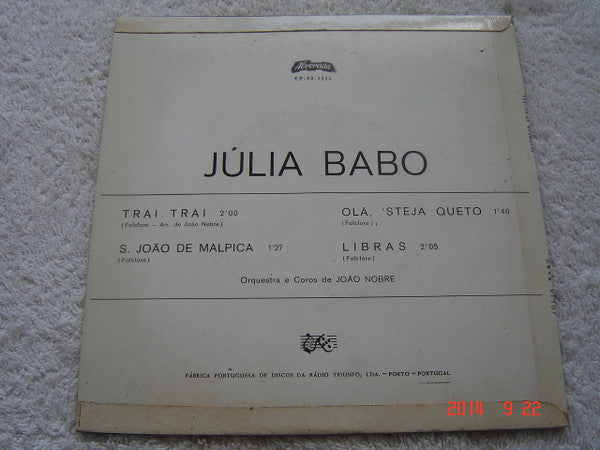 Alvorada
EP-60-1322
JÚLIA BABO
TRAI TRAI 2'00
(Folclore - Arr. de João Nobre)
S. JOÃO DE MALPICA 1'27
(Folclore)
OLÁ, 'STEJA QUETO 1'40
(Folclore)
LIBRAS 2'05
(Folclore)
Orquestra e Coros de JOÃO NOBRE
FÁBRICA PORTUGUESA DE DISCOS DA RÁDIO TRIUNFO, LDA. — PORTO - PORTUGAL
JÚLIA BABO
2014 9 22